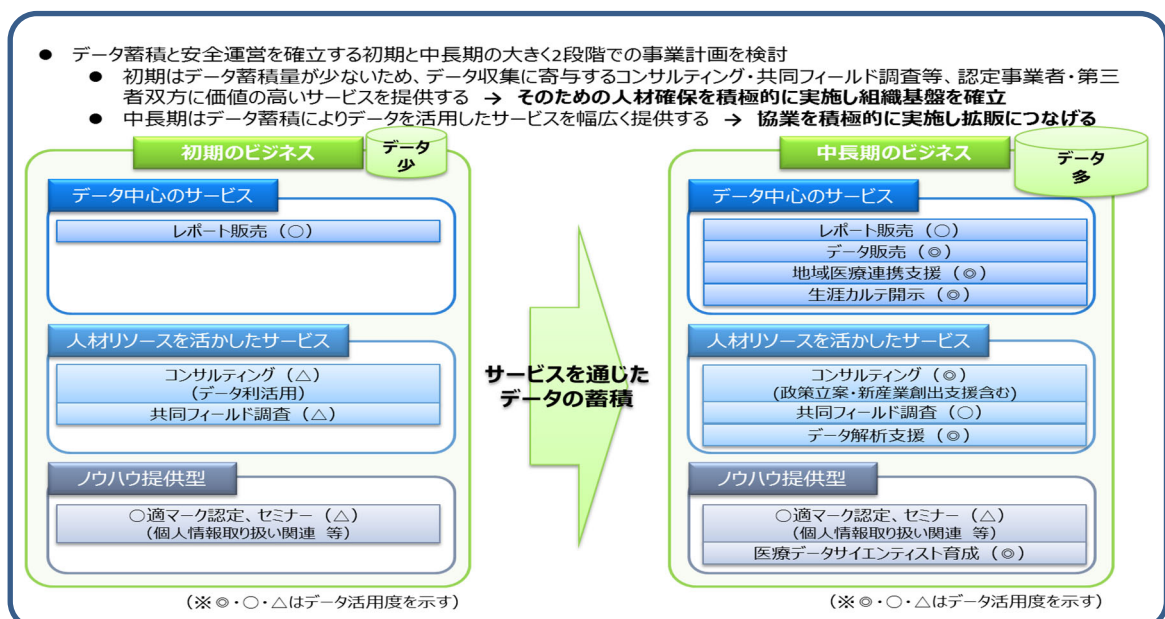 ● データ蓄積と安全運営を確立する初期と中長期の大きく2段階での事業計画を検討
● 初期はデータ蓄積量が少ないため、データ収集に寄与するコンサルティング・共同フィールド調査等、認定事業者・第三
者双方に価値の高いサービスを提供する → そのための人材確保を積極的に実施し組織基盤を確立
● 中長期はデータ蓄積によりデータを活用したサービスを幅広く提供する → 協業を積極的に実施し拡販につなげる
初期のビジネス
データ
少
データ中心のサービス
レポート販売（○）
人材リソースを活かしたサービス
コンサルティング（△）
(データ利活用)
共同フィールド調査（△）
ノウハウ提供型
○適マーク認定、セミナー（△）
(個人情報取り扱い関連 等)
(※◎・○・△はデータ活用度を示す)
サービスを通じた
データの蓄積
中長期のビジネス
データ
多
データ中心のサービス
レポート販売（○）
データ販売（◎）
地域医療連携支援（◎）
生涯カルテ開示（◎）
人材リソースを活かしたサービス
コンサルティング（◎）
(政策立案・新産業創出支援含む)
共同フィールド調査（○）
データ解析支援（◎）
ノウハウ提供型
○適マーク認定、セミナー（△）
(個人情報取り扱い関連 等)
医療データサイエンティスト育成（◎）
(※◎・○・△はデータ活用度を示す)